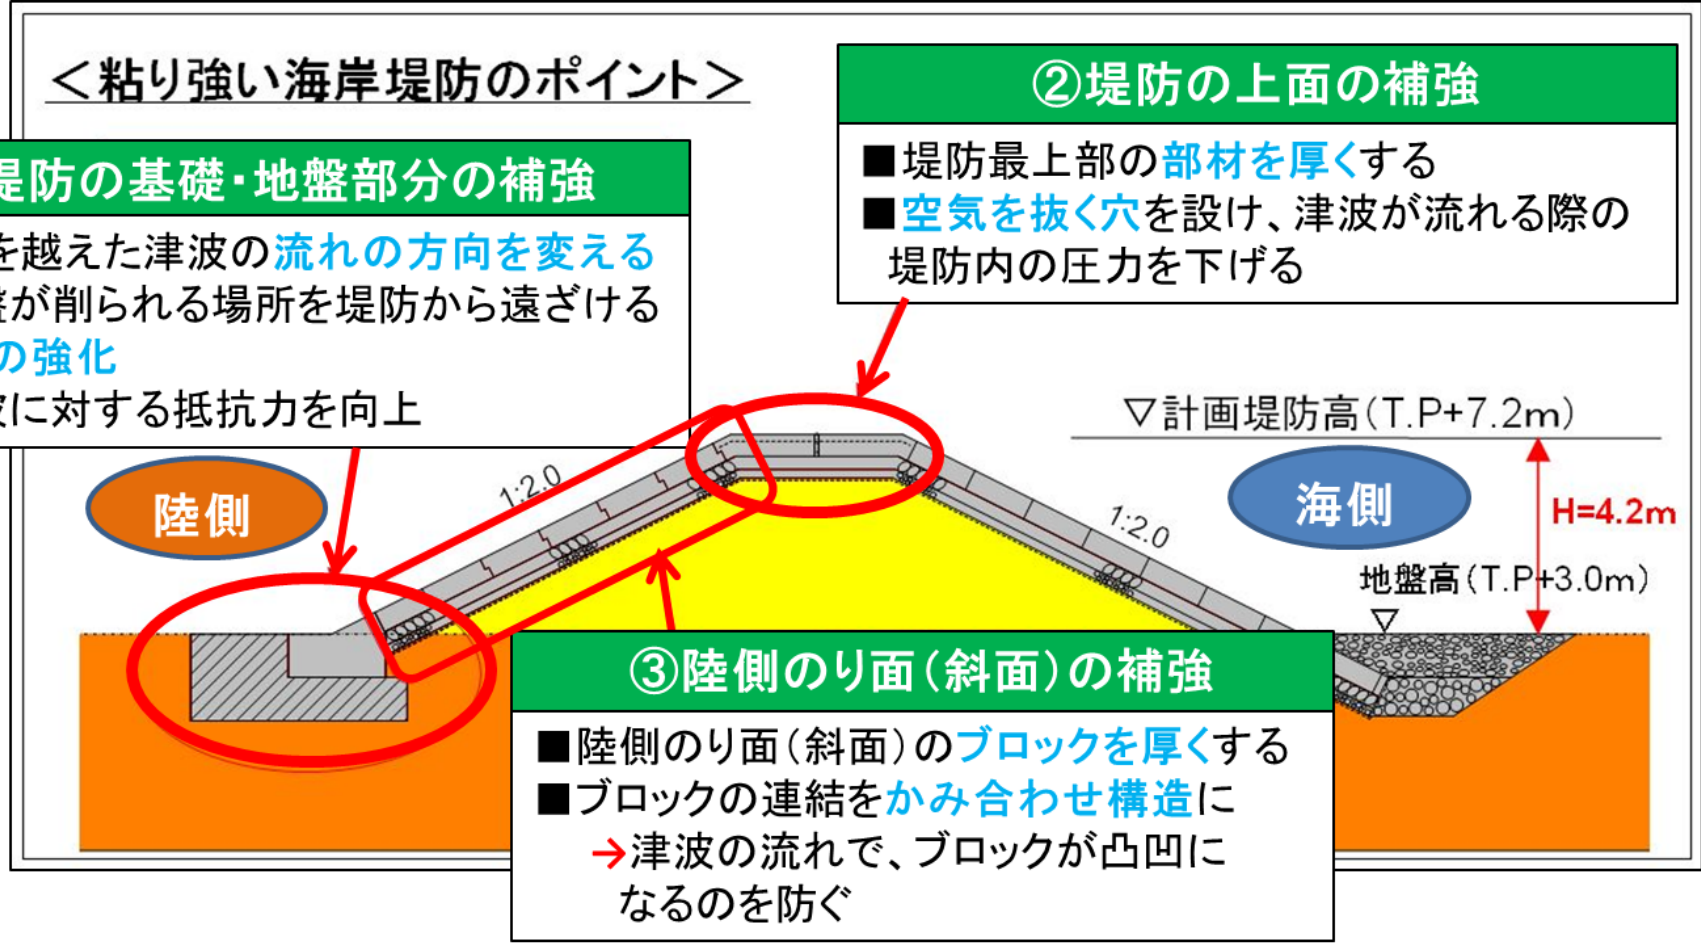 ＜粘り強い海岸堤防のポイント＞
堤防の基礎・地盤部分の補強
を越えた津波の流れの方向を変える
が削られる場所を堤防から遠ざける
の強化
に対する抵抗力を向上
②堤防の上面の補強
■堤防最上部の部材を厚くする
■空気を抜く穴を設け、津波が流れる際の
堤防内の圧力を下げる
▽計画堤防高(T.P+7.2m)
陸側
1:2.0
1:2.0
海側
H=4.2m
地盤高(T.P+3.0m)
▽
③陸側のり面(斜面)の補強
■陸側のり面(斜面)のブロックを厚くする
■ブロックの連結をかみ合わせ構造に
→津波の流れで、ブロックが凸凹に
なるのを防ぐ